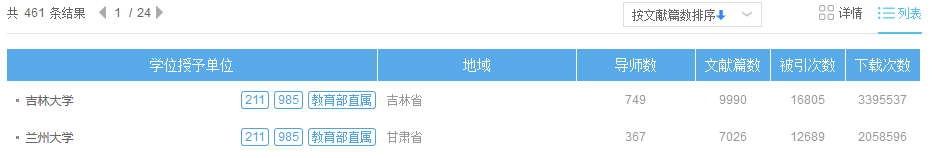 共 461 条结果 1 / 24 按文献篇数排序 详情 列表
学位授予单位 地域 导师数 文献篇数 被引次数 下载次数
吉林大学 211 985 教育部直属 吉林省 749 9990 16805 3395537
兰州大学 211 985 教育部直属 甘肃省 367 7026 12689 2058596